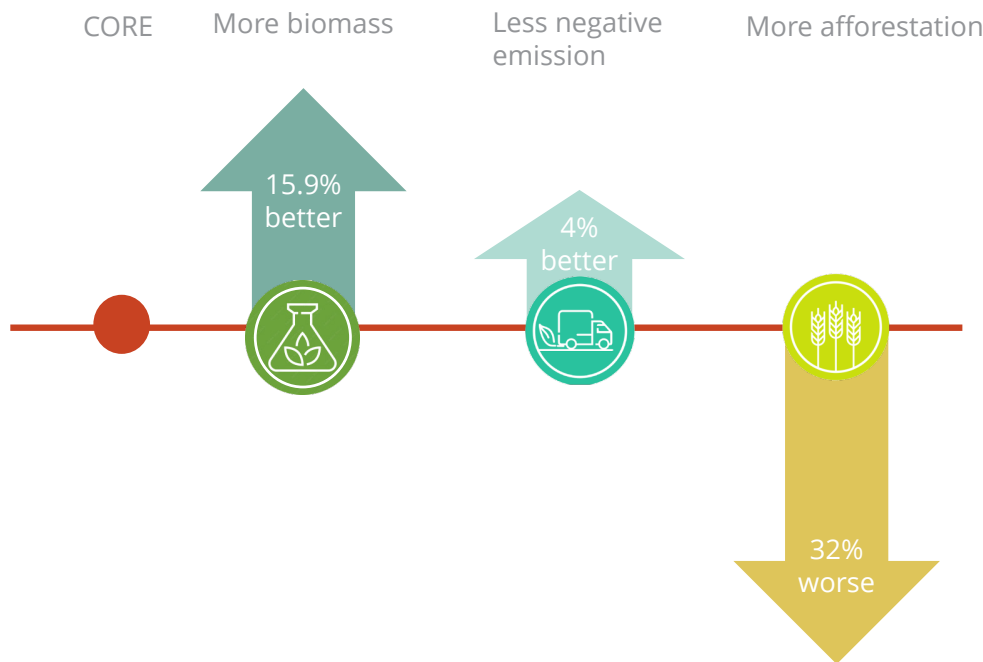 CORE
More biomass
Less negative
emission
More afforestation
15.9%
better
4%
better
32%
worse